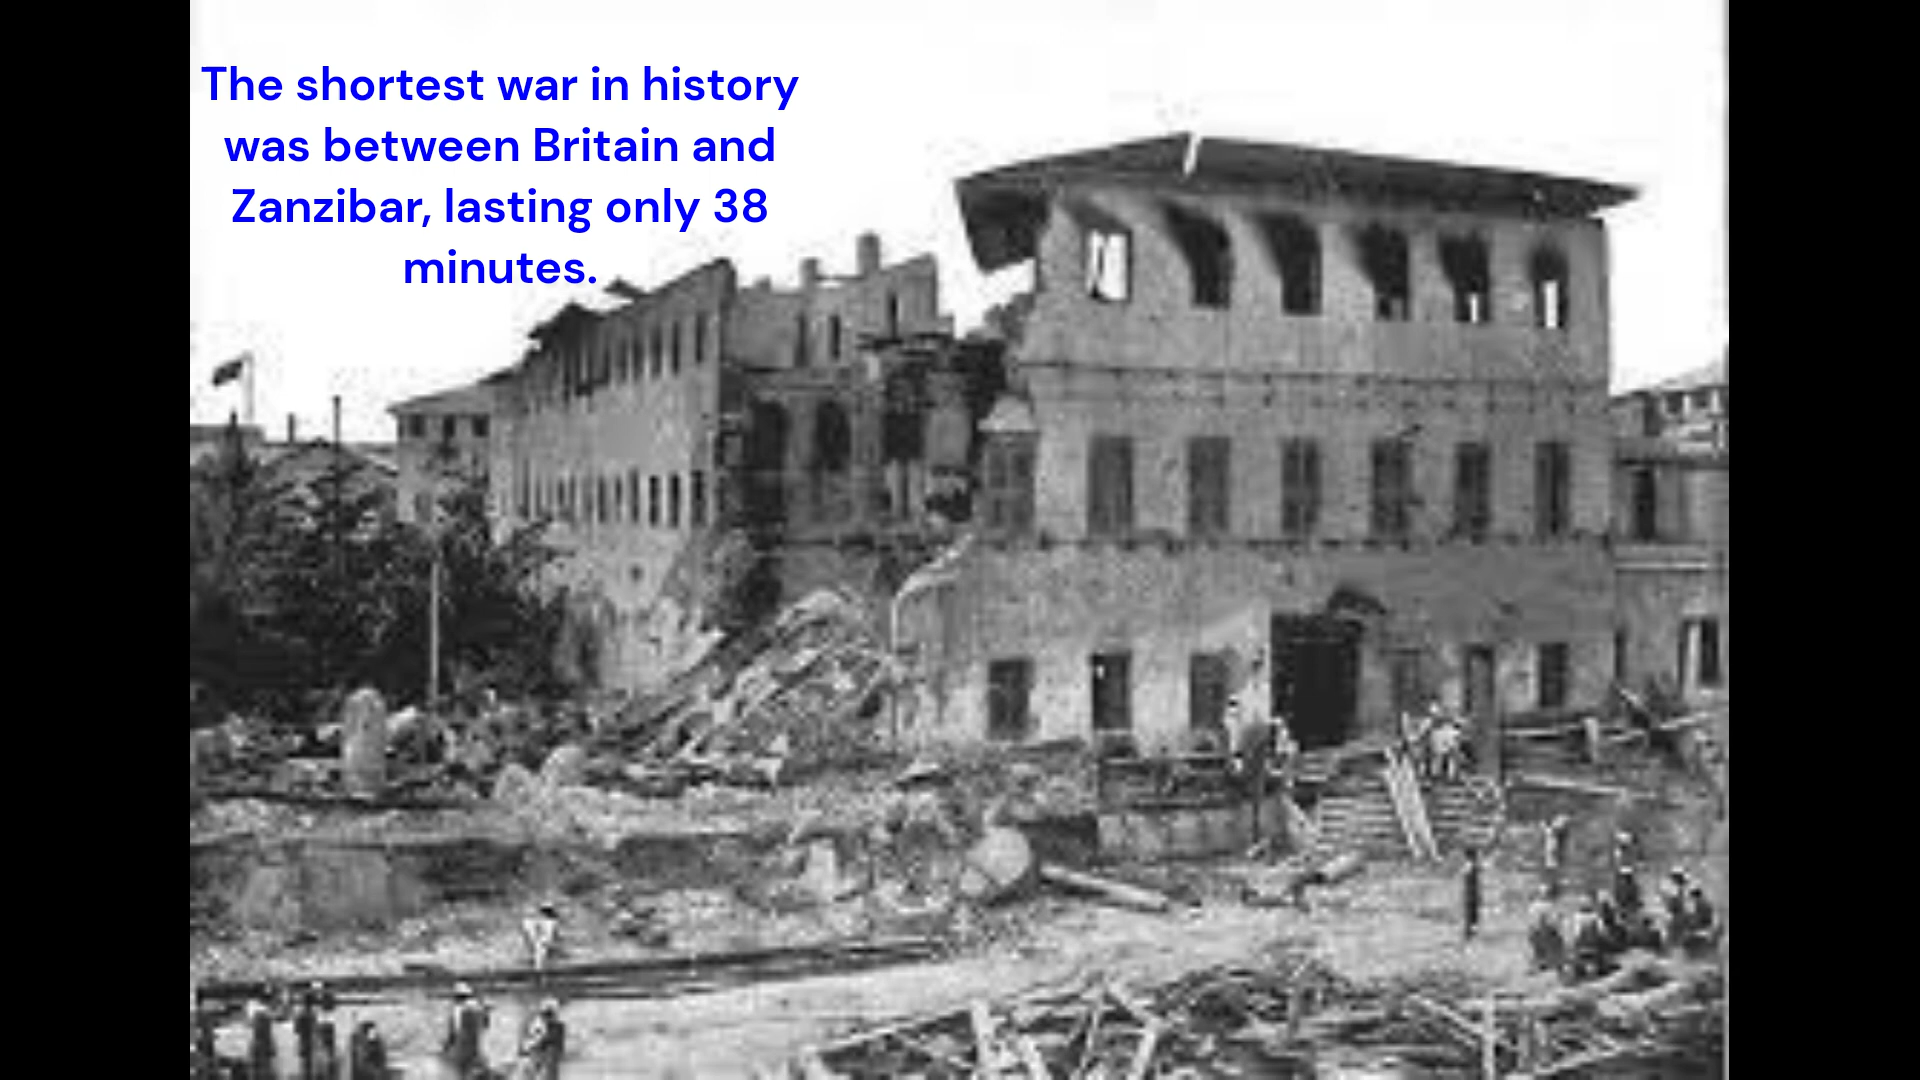 The shortest war in history
was between Britain and
Zanzibar, lasting only 38
minutes.